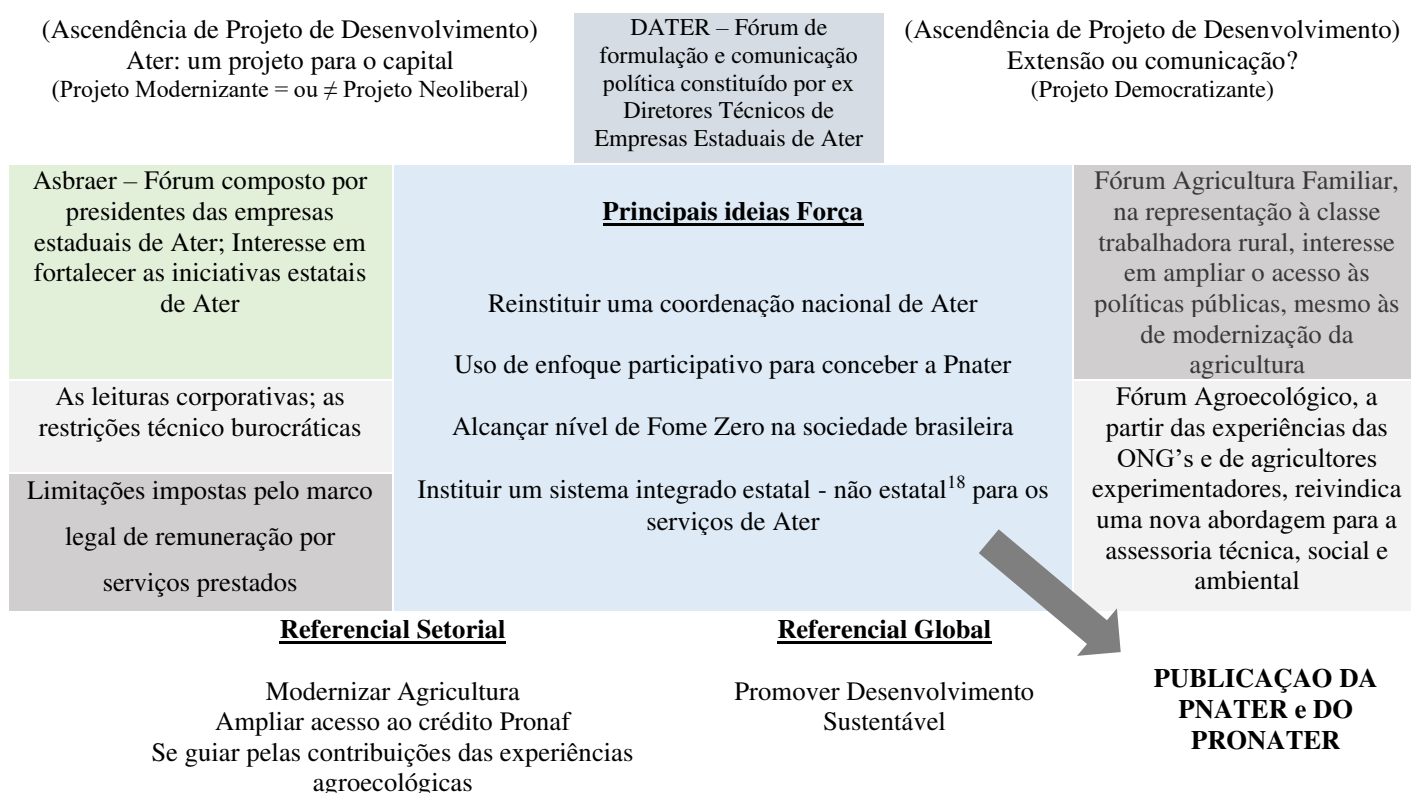 (Ascendência de Projeto de Desenvolvimento)
Ater: um projeto para o capital
(Projeto Modernizante = ou ≠ Projeto Neoliberal)
DATER – Fórum de
formulação e comunicação
política constituído por ex
Diretores Técnicos de
Empresas Estaduais de Ater
(Ascendência de Projeto de Desenvolvimento)
Extensão ou comunicação?
(Projeto Democratizante)
Asbraer – Fórum composto por
presidentes das empresas
estaduais de Ater; Interesse em
fortalecer as iniciativas estatais
de Ater
As leituras corporativas; as
restrições técnico burocráticas
Limitações impostas pelo marco
legal de remuneração por
serviços prestados
Principais ideias Força
Reinstituir uma coordenação nacional de Ater
Uso de enfoque participativo para conceber a Pnater
Alcançar nível de Fome Zero na sociedade brasileira
Instituir um sistema integrado estatal - não estatal18 para os
serviços de Ater
Fórum Agricultura Familiar,
na representação à classe
trabalhadora rural, interesse
em ampliar o acesso às
políticas públicas, mesmo às
de modernização da
agricultura
Fórum Agroecológico, a
partir das experiências das
ONG’s e de agricultores
experimentadores, reivindica
uma nova abordagem para a
assessoria técnica, social e
ambiental
Referencial Setorial
Modernizar Agricultura
Ampliar acesso ao crédito Pronaf
Se guiar pelas contribuições das experiências
agroecológicas
Referencial Global
Promover Desenvolvimento
Sustentável
PUBLICAÇAO DA
PNATER e DO
PRONATER